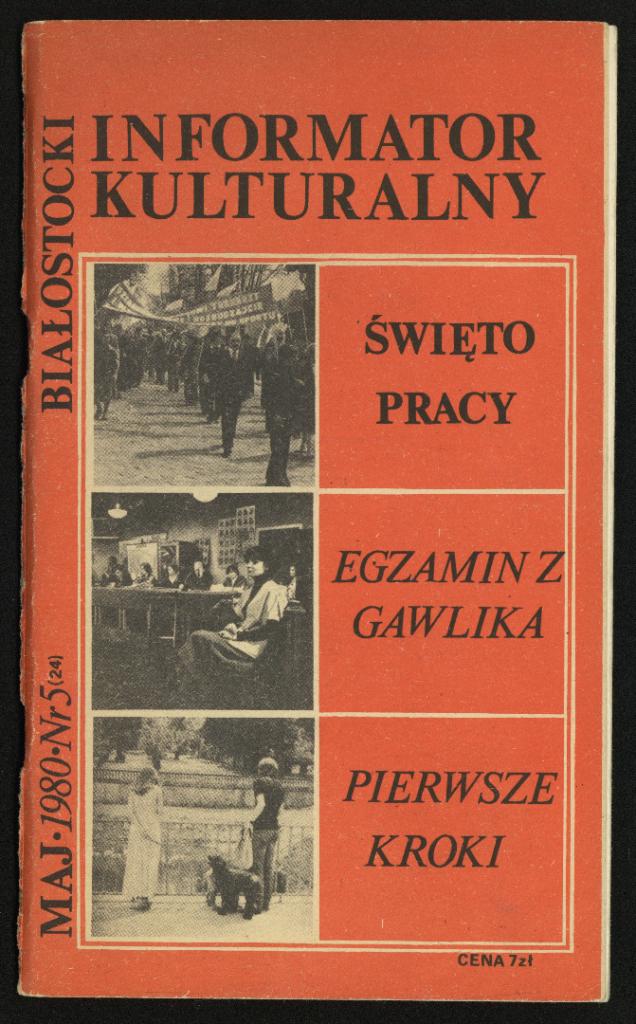 BIAŁOSTOCKI
INFORMATOR
KULTURALNY
ŚWIĘTO
PRACY
EGZAMIN Z
GAWLIKA
PIERWSZE
KROKI
MAJ•1980•Nr5(24)
CENA 7zł